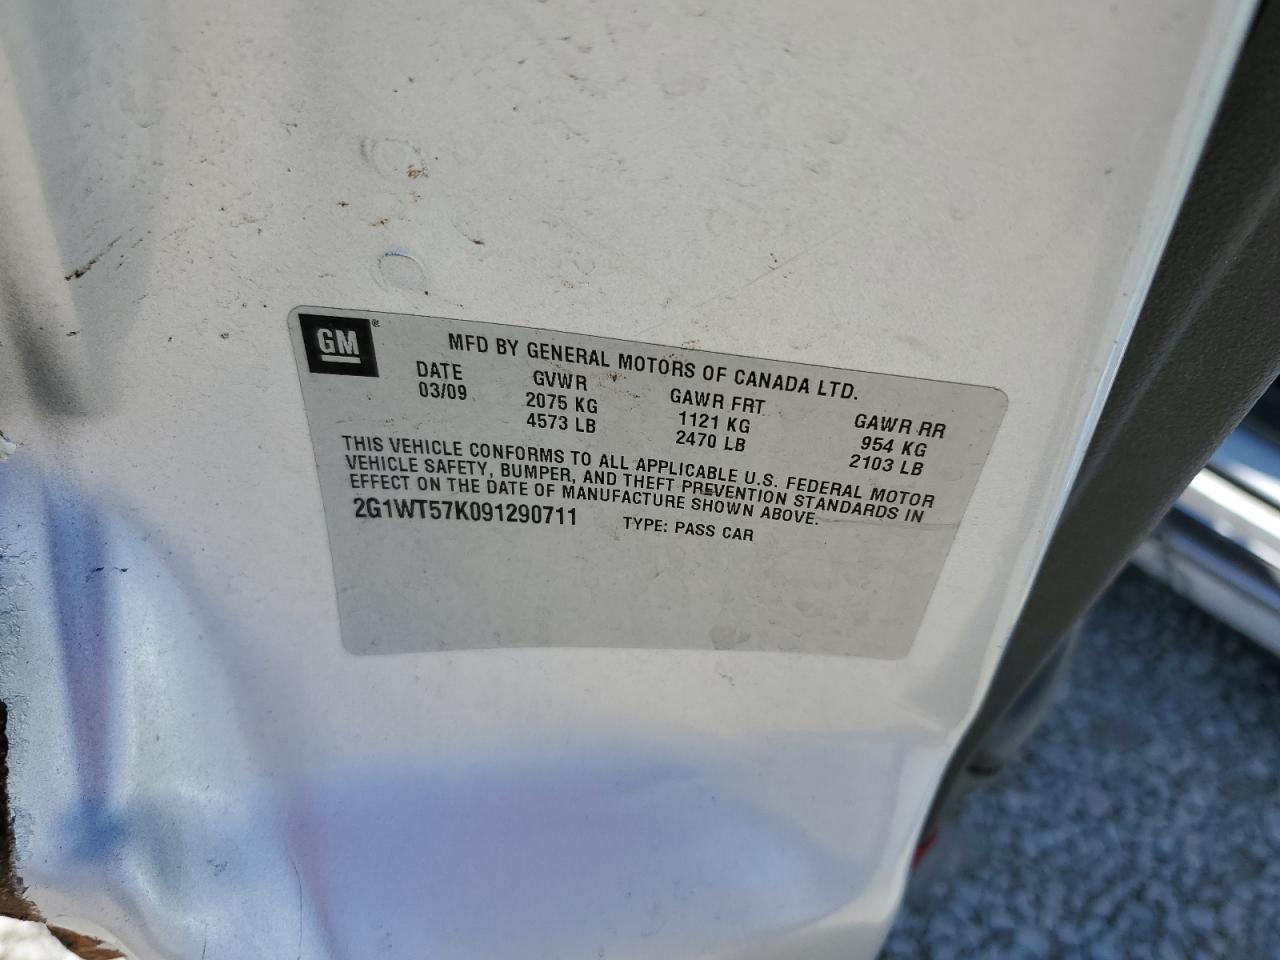 GM ®
MFD BY GENERAL MOTORS OF CANADA LTD.
DATE GVWR GAWR FRT GAWR RR
03/09 2075 KG 1121 KG 954 KG
4573 LB 2470 LB 2103 LB
THIS VEHICLE CONFORMS TO ALL APPLICABLE U.S. FEDERAL MOTOR
VEHICLE SAFETY, BUMPER, AND THEFT PREVENTION STANDARDS IN
EFFECT ON THE DATE OF MANUFACTURE SHOWN ABOVE.
2G1WT57K091290711 TYPE: PASS CAR